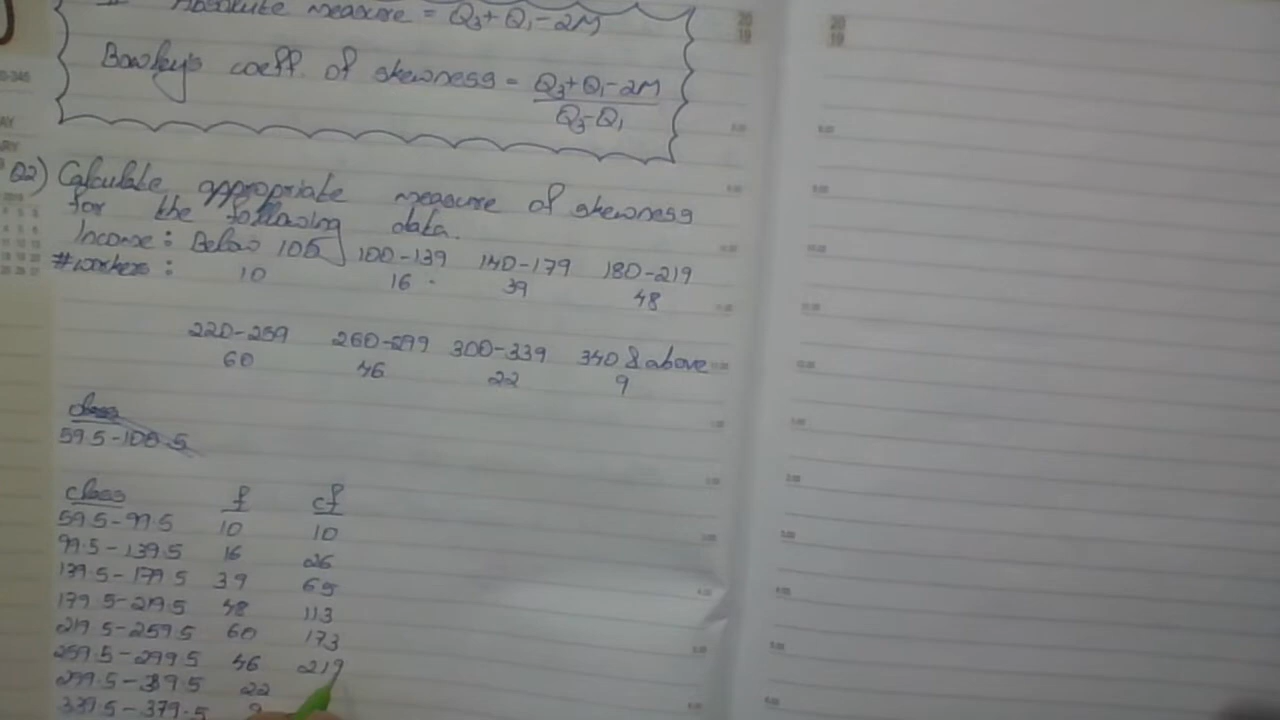 Absolute measure = Q3+Q1-2M
Bowley's coeff. of skewness = Q3+Q1-2M
Q3-Q1
Q2) Calculate appropriate measure of skewness
for the following data.
Income : Below 100 100-139 140-179 180-219
#workers : 10 16 39 48
220-259 260-299 300-339 340 & above
60 46 22 9
class
59.5-100.5
class f cf
59.5-99.5 10 10
99.5-139.5 16 26
139.5-179.5 39 65
179.5-219.5 48 113
219.5-259.5 60 173
259.5-299.5 46 219
299.5-339.5 22
339.5-379.5 9